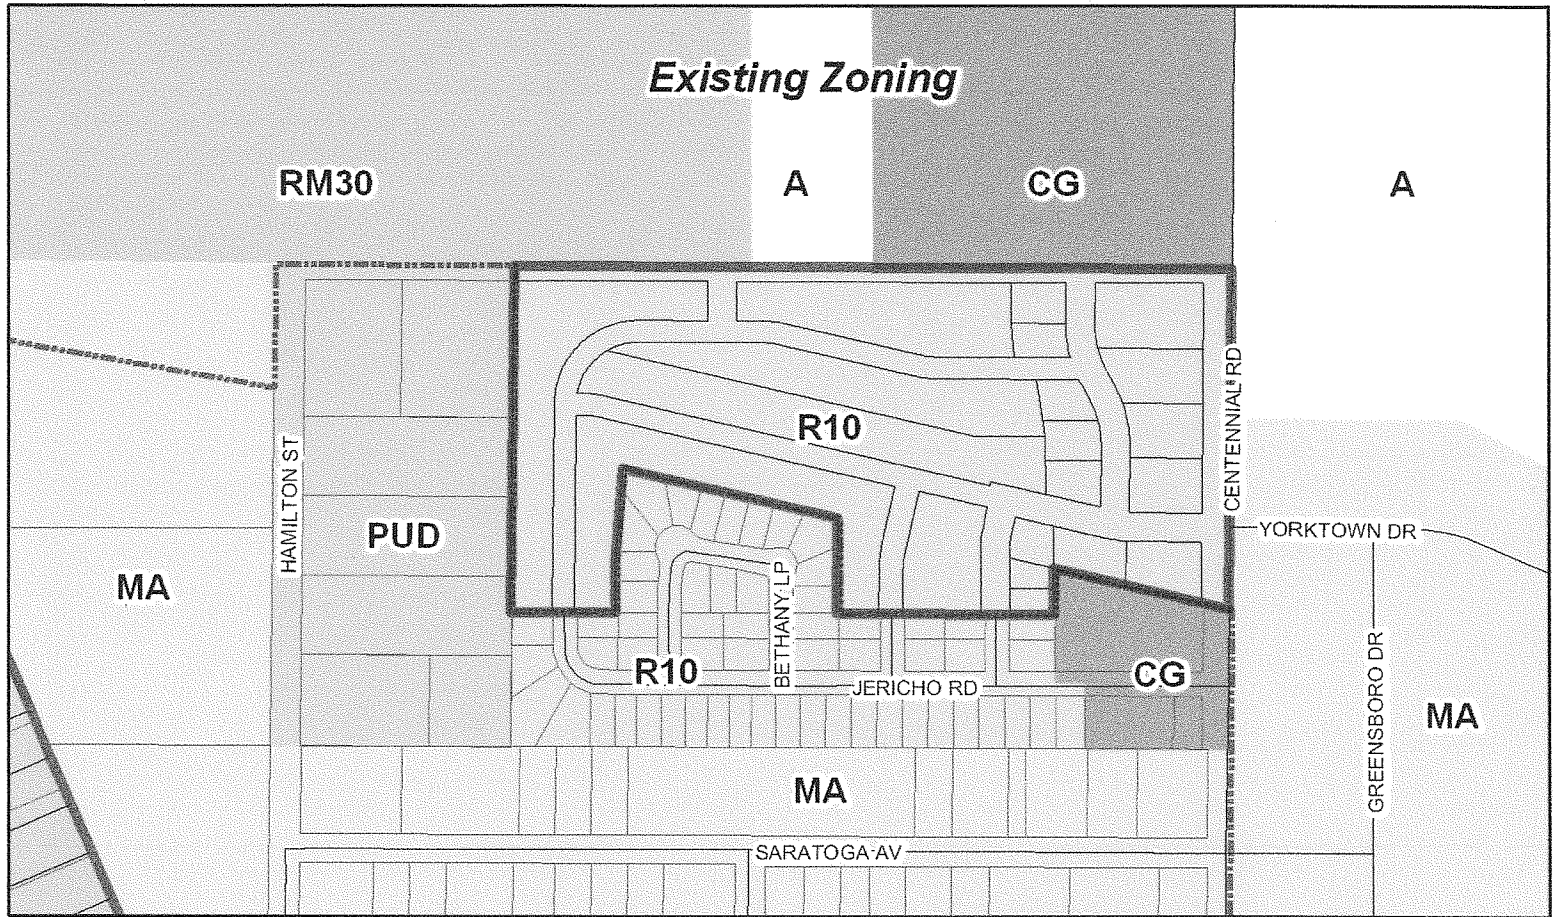 Existing Zoning
RM30
A
CG
A
R10
CENTENNIAL RD
HAMILTON ST
PUD
YORKTOWN DR
MA
BETHANY LP
R10
CG
JERICHO RD
GREENSBORO DR
MA
MA
SARATOGA AV